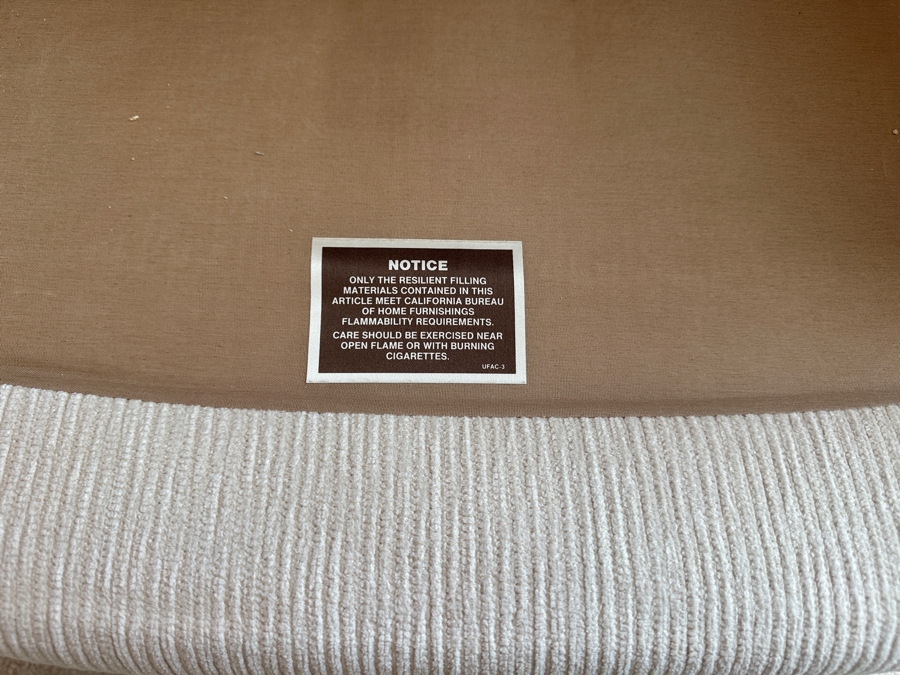 NOTICE
ONLY THE RESILIENT FILLING
MATERIALS CONTAINED IN THIS
ARTICLE MEET CALIFORNIA BUREAU
OF HOME FURNISHINGS
FLAMMABILITY REQUIREMENTS.
CARE SHOULD BE EXERCISED NEAR
OPEN FLAME OR WITH BURNING
CIGARETTES.
UFAC-3